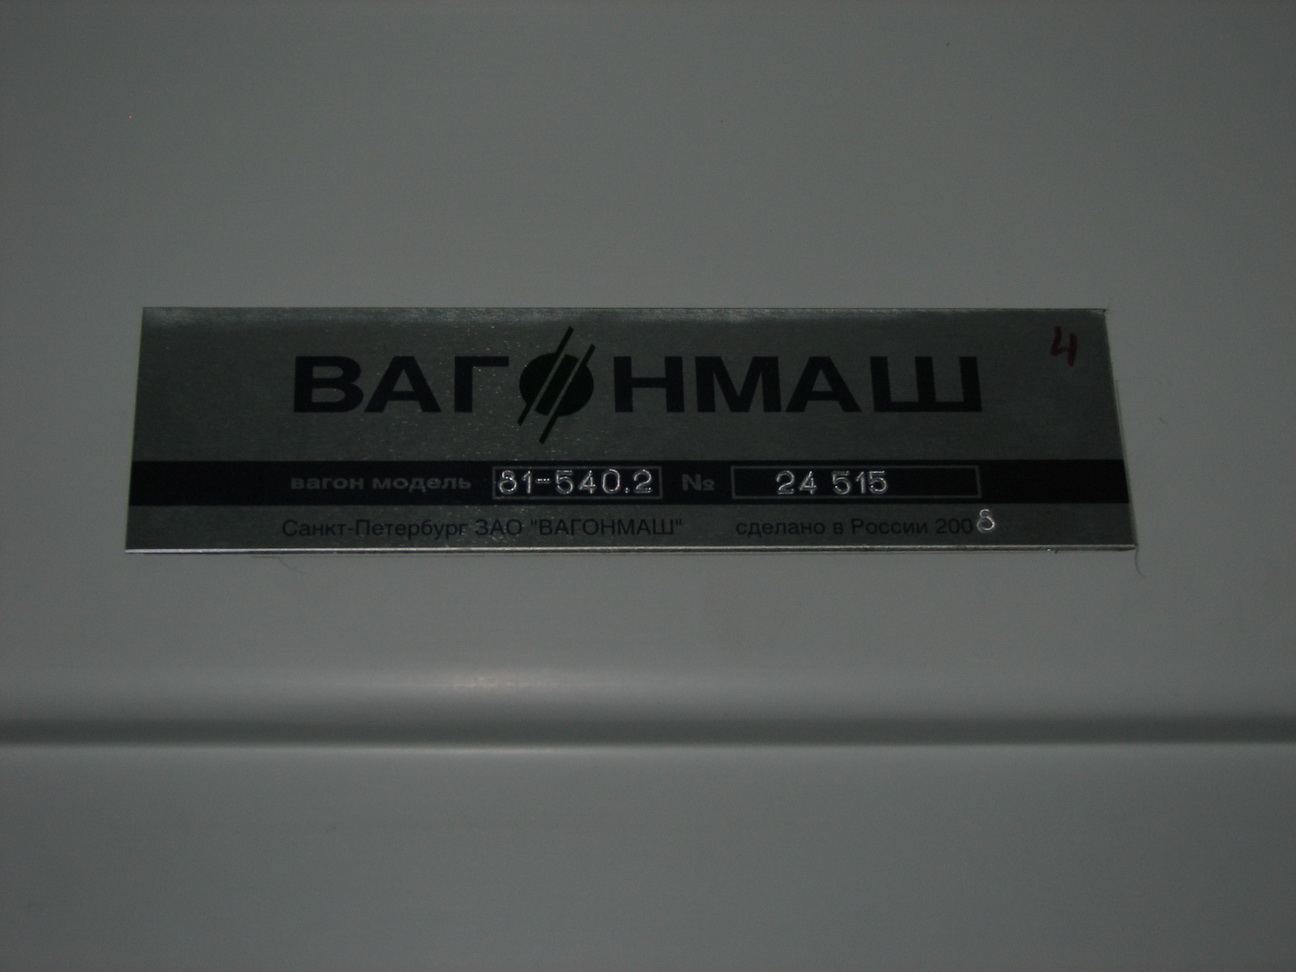 ВАГОНМАШ
4
вагон модель 81-540.2 № 24 515
Санкт-Петербург ЗАО "ВАГОНМАШ" сделано в России 2008